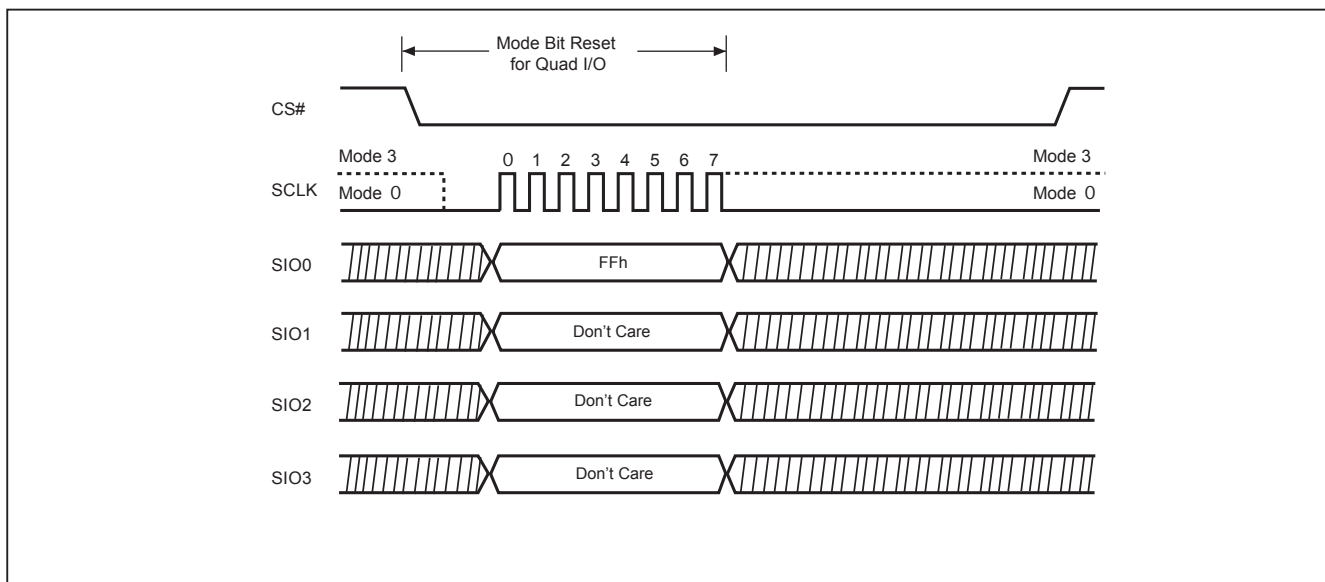 Mode Bit Reset
for Quad I/O
CS#
Mode 3
0 1 2 3 4 5 6 7
Mode 3
SCLK
Mode 0
Mode 0
SIO0
FFh
SIO1
Don't Care
SIO2
Don't Care
SIO3
Don't Care